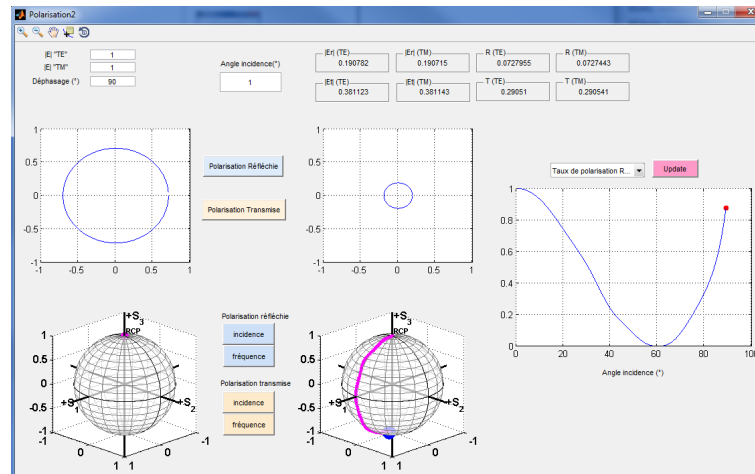 Polarisation2
|E| "TE" 1
|E| "TM" 1
Déphasage (°) 90
Angle incidence(°)
1
|Er| (TE) |Er| (TM) R (TE) R (TM)
0.190782 0.190715 0.0727955 0.0727443
|Et| (TE) |Et| (TM) T (TE) T (TM)
0.381123 0.381143 0.29051 0.290541
1
0.5
0
-0.5
-1
-1 -0.5 0 0.5 1
Polarisation Réfléchie
Polarisation Transmise
1
0.5
0
-0.5
-1
-1 -0.5 0 0.5 1
Taux de polarisation R...
Update
1
0.8
0.6
0.4
0.2
0
0 20 40 60 80 100
Angle incidence (°)
+S3
RCP
1
0.5
0
-0.5
-1
+S1
+S2
-1
0
1 1
0
-1
Polarisation réfléchie
incidence
fréquence
Polarisation transmise
incidence
fréquence
+S3
RCP
1
0.5
0
-0.5
-1
+S1
+S2
-1
0
1 1
0
-1